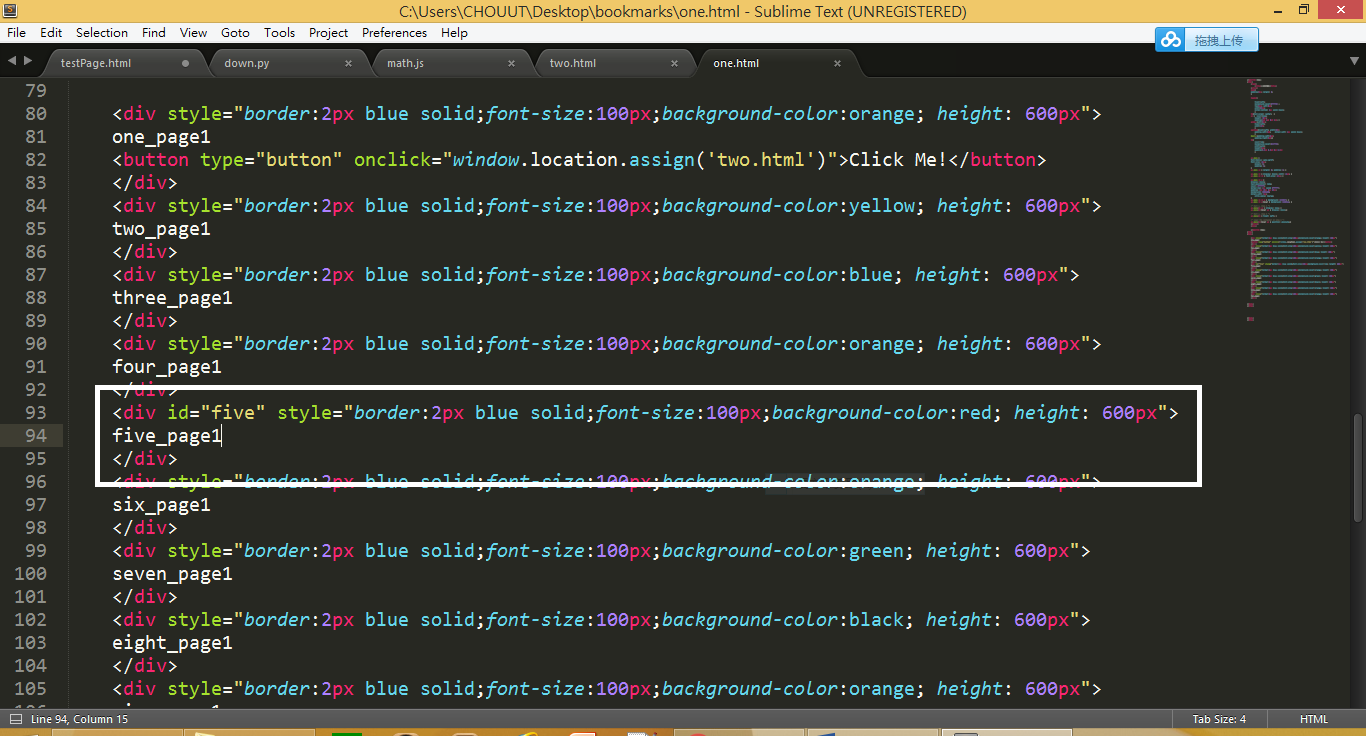 C:\Users\CHOUUT\Desktop\bookmarks\one.html - Sublime Text (UNREGISTERED)
File Edit Selection Find View Goto Tools Project Preferences Help
拖拽上传
testPage.html down.py math.js two.html one.html
79
80 <div style="border:2px blue solid;font-size:100px;background-color:orange; height: 600px">
81 one_page1
82 <button type="button" onclick="window.location.assign('two.html')">Click Me!</button>
83 </div>
84 <div style="border:2px blue solid;font-size:100px;background-color:yellow; height: 600px">
85 two_page1
86 </div>
87 <div style="border:2px blue solid;font-size:100px;background-color:blue; height: 600px">
88 three_page1
89 </div>
90 <div style="border:2px blue solid;font-size:100px;background-color:orange; height: 600px">
91 four_page1
92 </div>
93 <div id="five" style="border:2px blue solid;font-size:100px;background-color:red; height: 600px">
94 five_page1
95 </div>
96 <div style="border:2px blue solid;font-size:100px;background-color:orange; height: 600px">
97 six_page1
98 </div>
99 <div style="border:2px blue solid;font-size:100px;background-color:green; height: 600px">
100 seven_page1
101 </div>
102 <div style="border:2px blue solid;font-size:100px;background-color:black; height: 600px">
103 eight_page1
104 </div>
105 <div style="border:2px blue solid;font-size:100px;background-color:orange; height: 600px">
Line 94, Column 15 Tab Size: 4 HTML